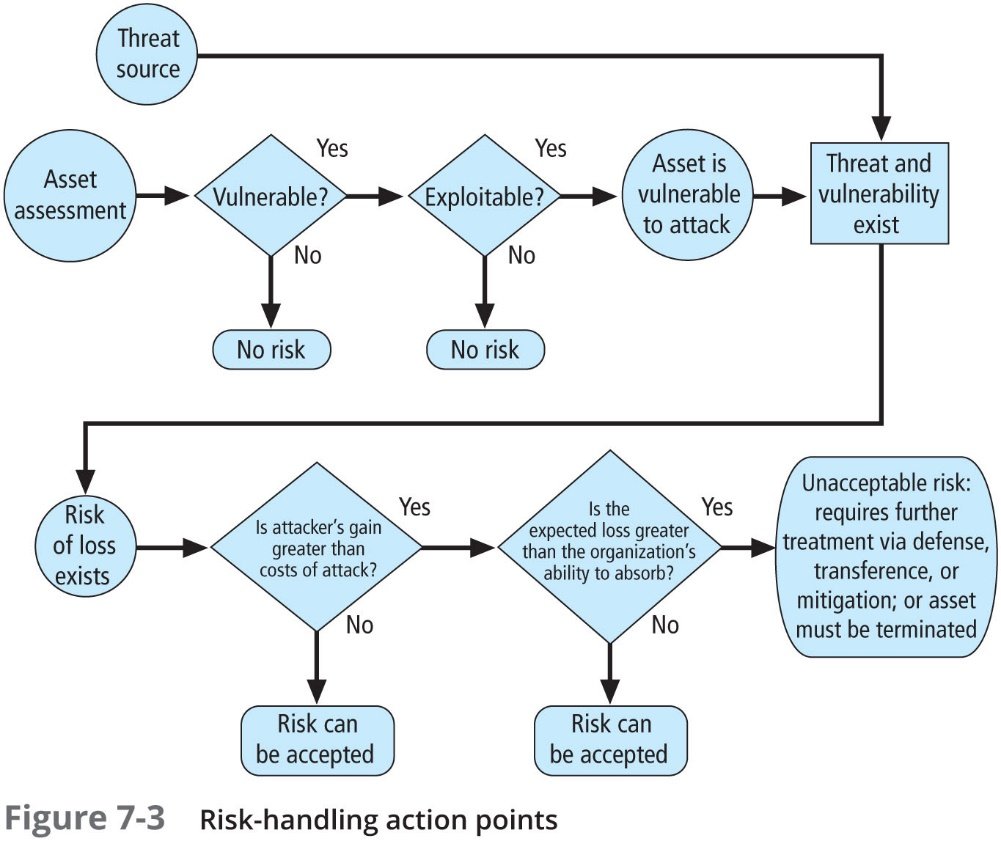 Threat
source
Asset
assessment
Vulnerable?
Yes
No
No risk
Exploitable?
Yes
No
No risk
Asset is
vulnerable
to attack
Threat and
vulnerability
exist
Risk
of loss
exists
Is attacker's gain
greater than
costs of attack?
Yes
No
Risk can
be accepted
Is the
expected loss greater
than the organization's
ability to absorb?
Yes
No
Risk can
be accepted
Unacceptable risk:
requires further
treatment via defense,
transference, or
mitigation; or asset
must be terminated
Figure 7-3 Risk-handling action points